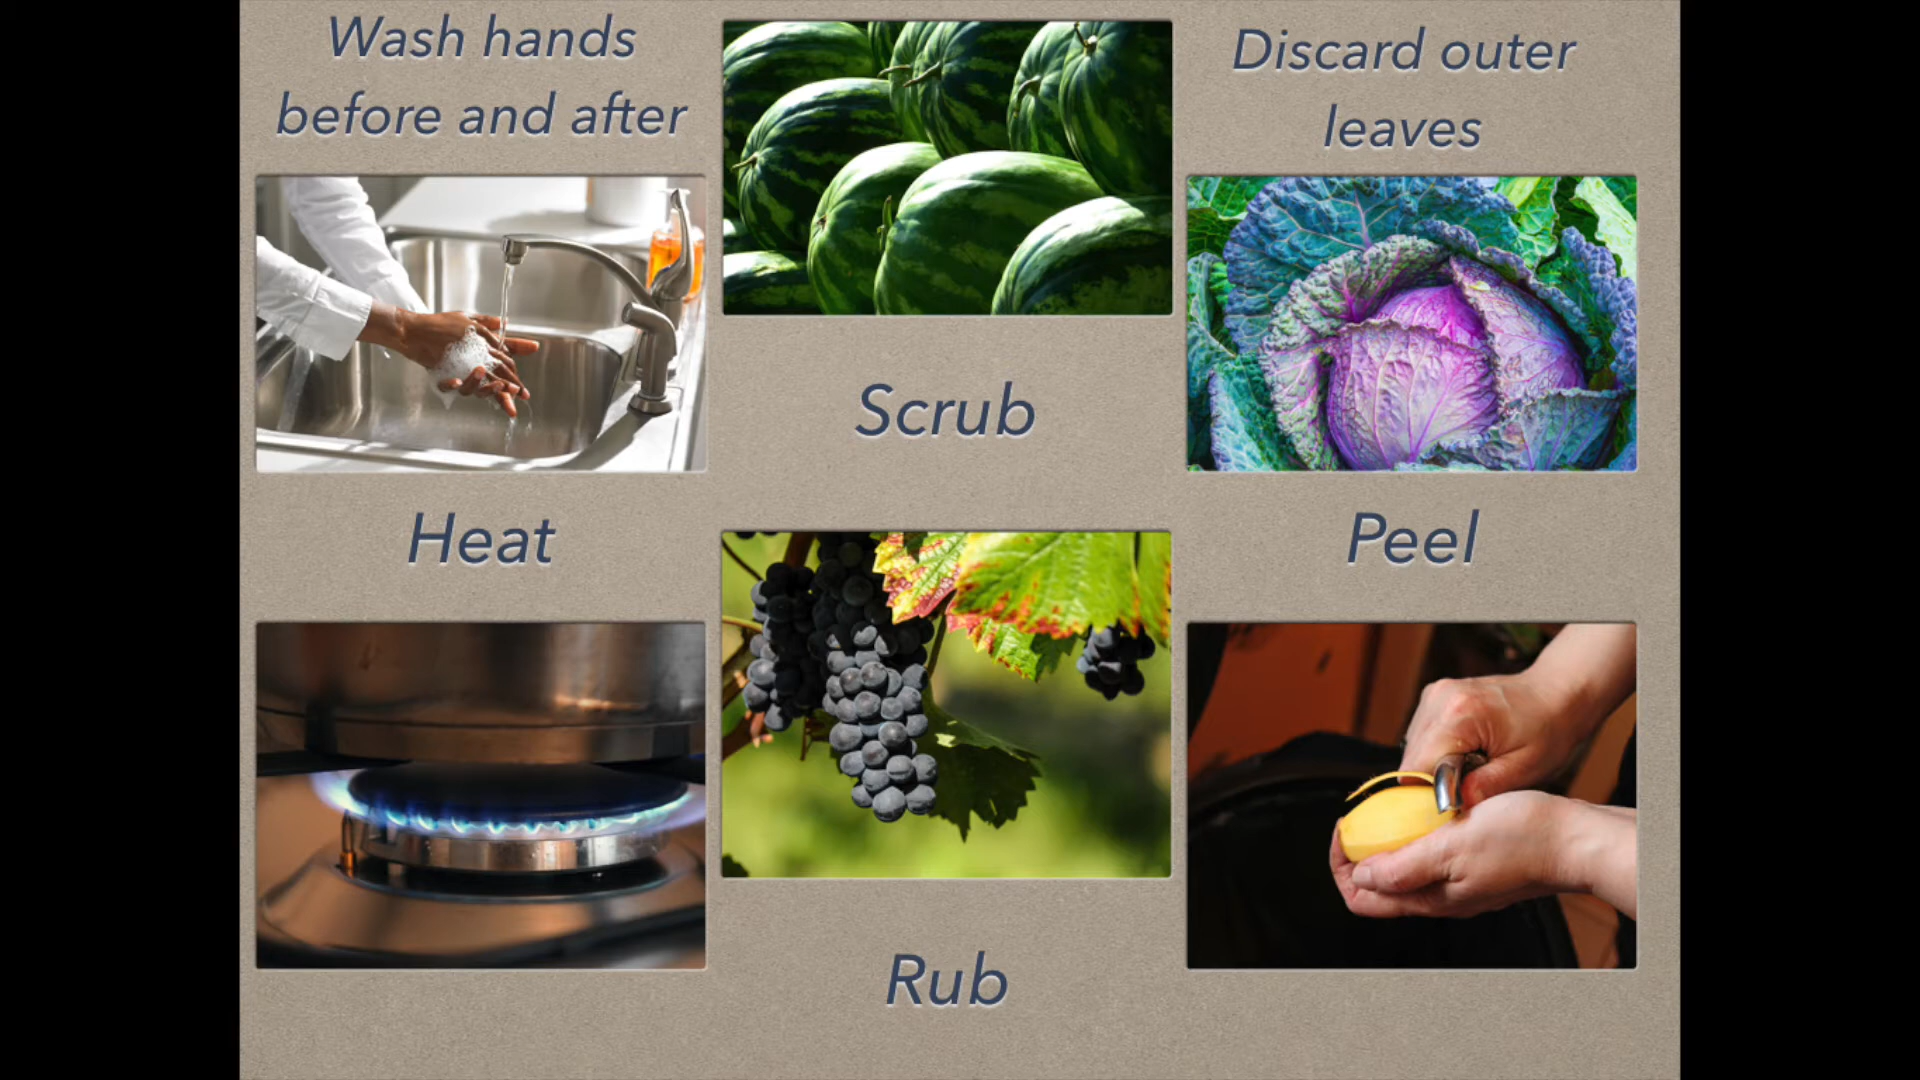 Wash hands
before and after
Scrub
Discard outer
leaves
Heat
Rub
Peel